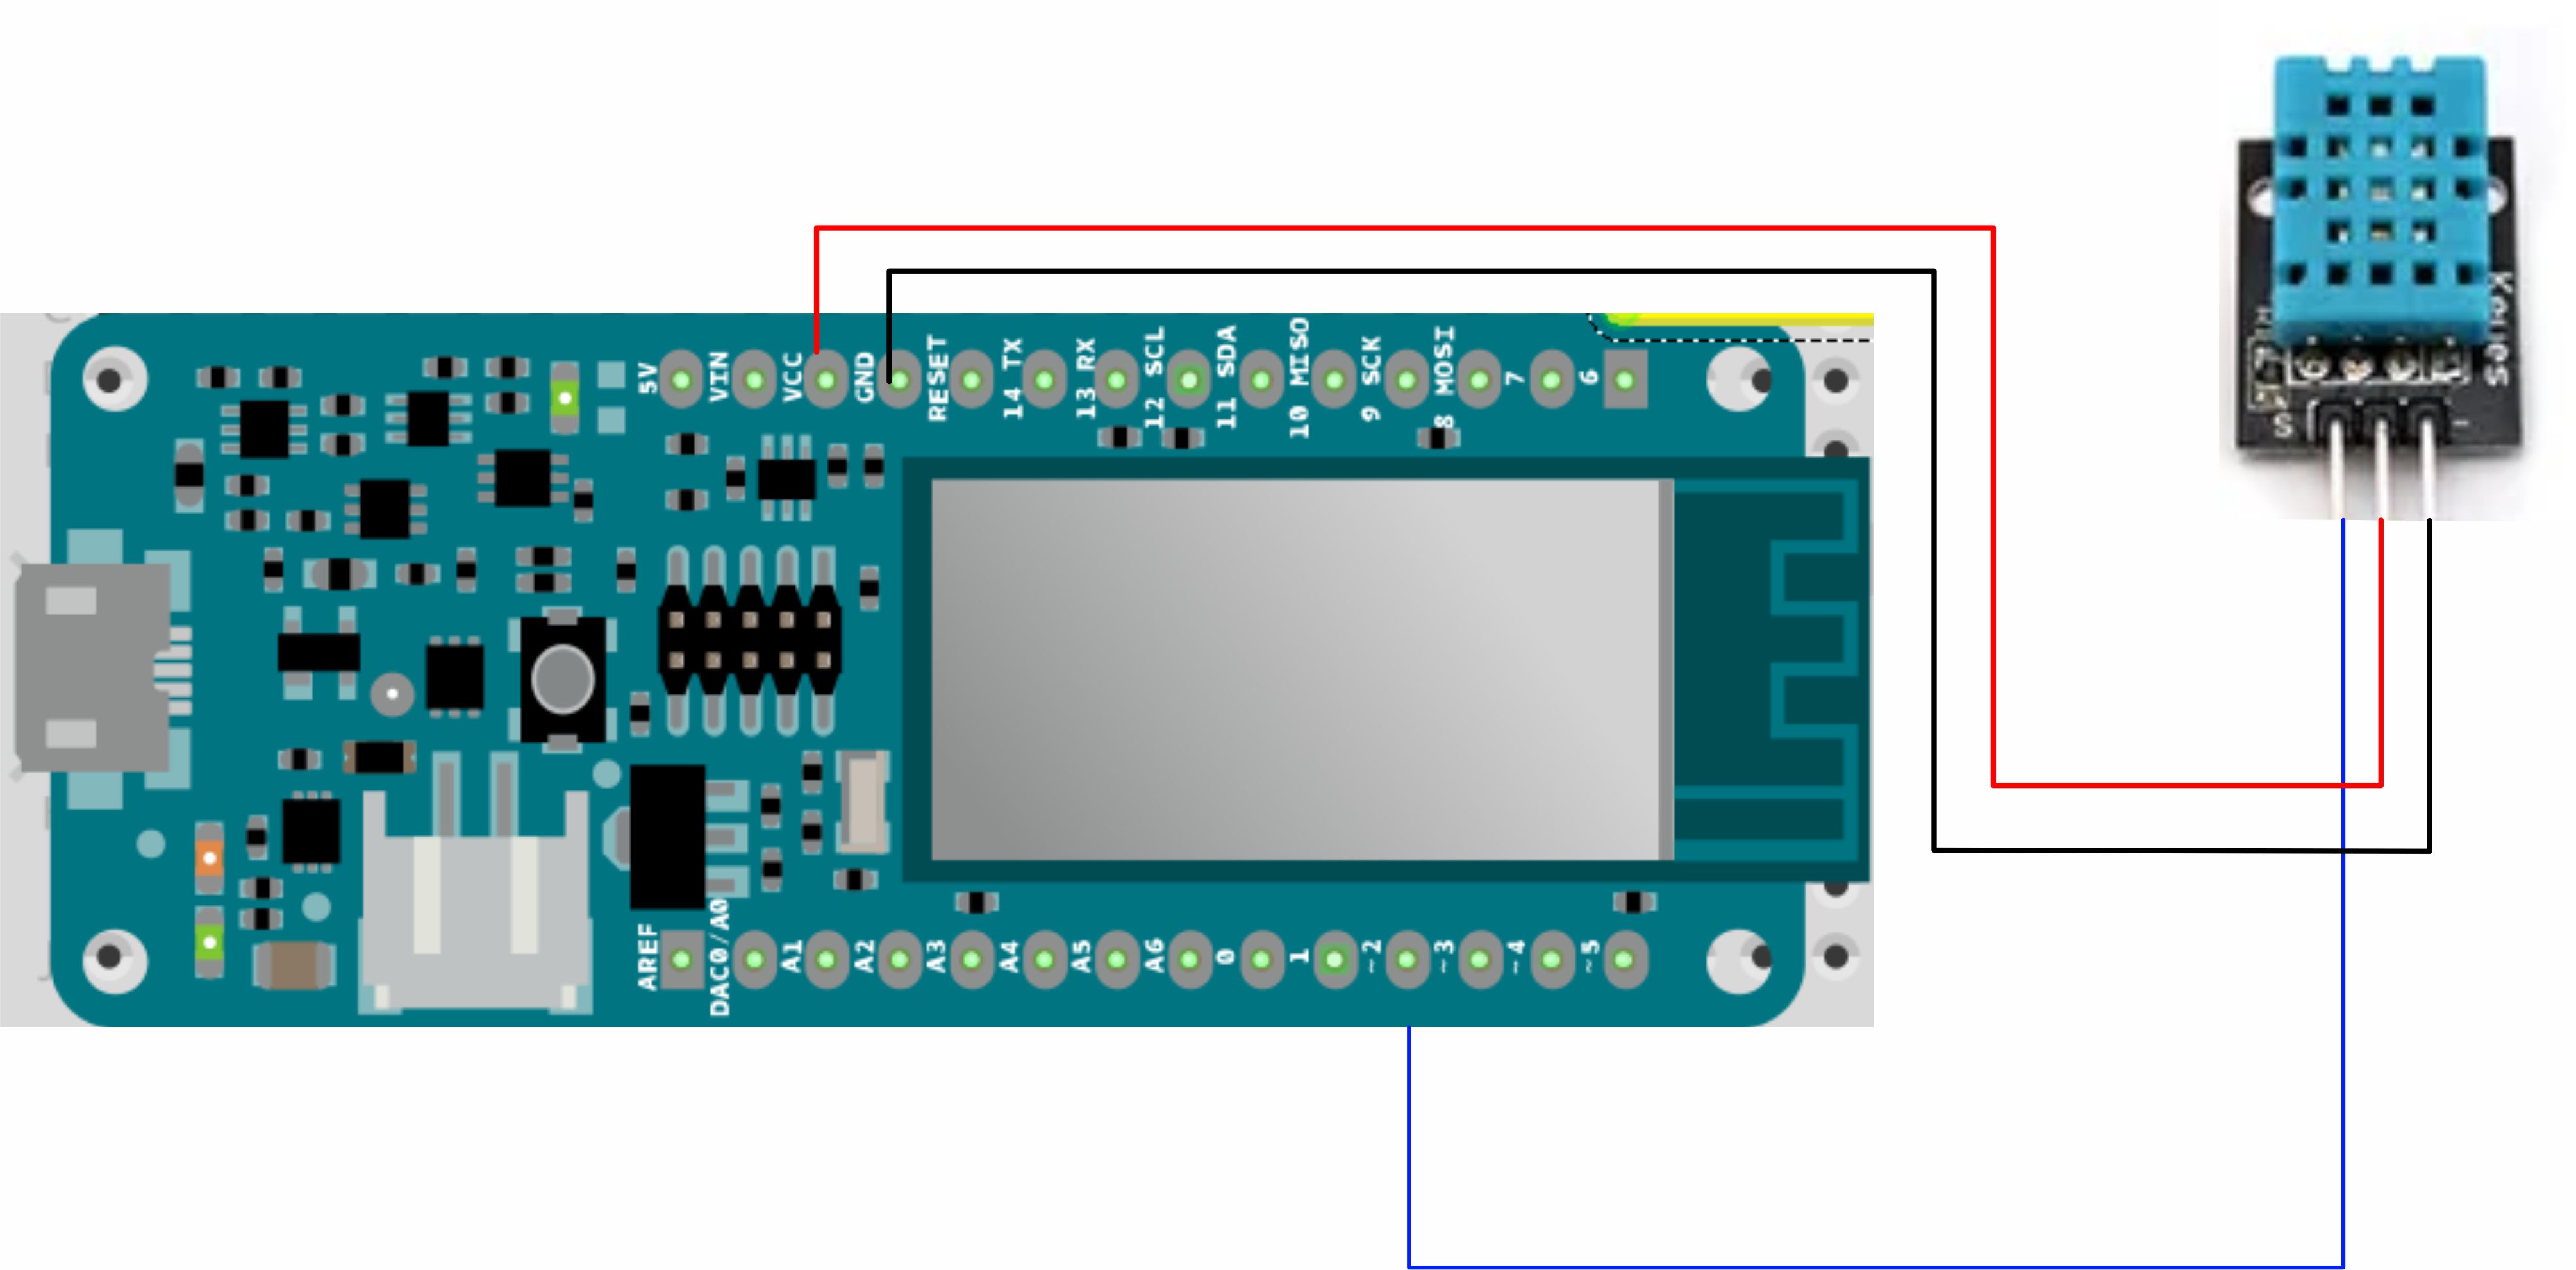 5V
VIN
VCC
GND
RESET
14 TX
13 RX
12 SCL
11 SDA
10 MISO
9 SCK
8 MOSI
7
6
AREF
DAC0/A0
A1
A2
A3
A4
A5
A6
0
1
~2
~3
~4
~5
S
-